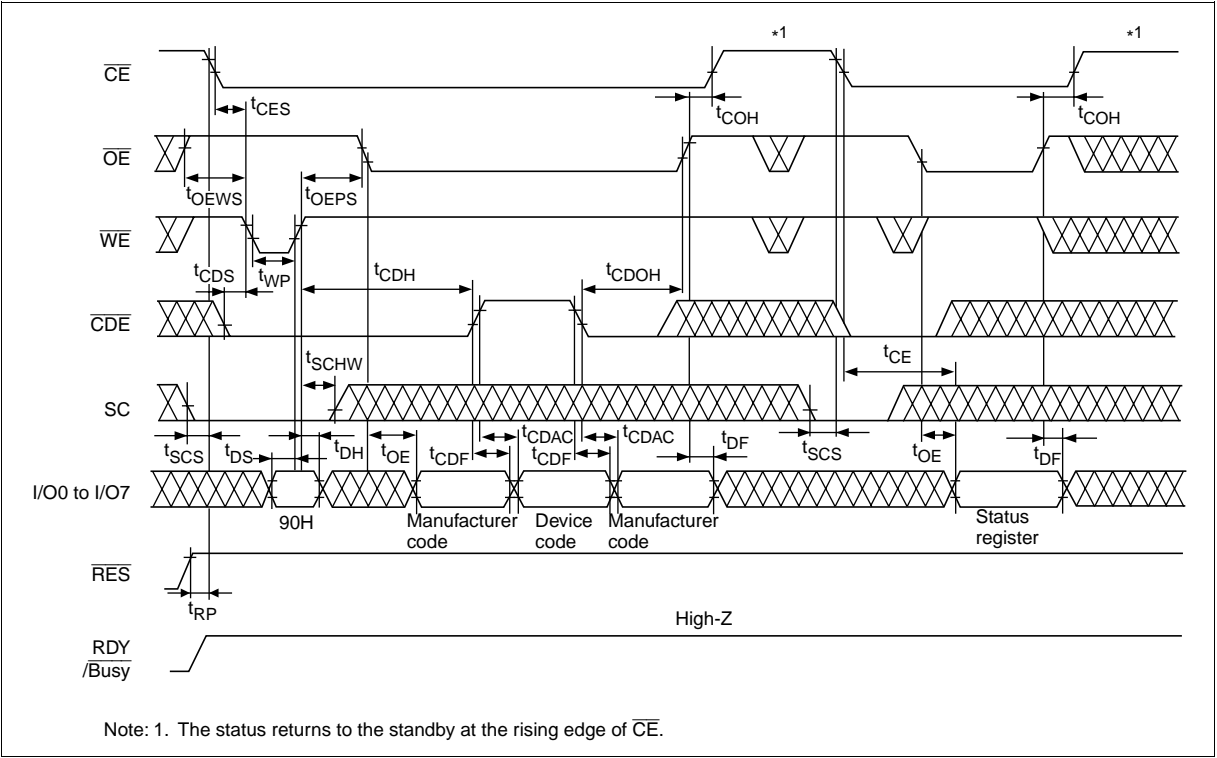 *1 *1
CE
tCES tCOH tCOH
OE
tOEWS tOEPS
WE
tCDS tWP tCDH tCDOH
CDE
tSCHW tCE
SC
tSCS tDS tDH tOE tCDF tCDAC tCDF tCDAC tDF tSCS tOE tDF
I/O0 to I/O7
90H Manufacturer code Device code Manufacturer code Status register
RES
tRP
High-Z
RDY
/Busy
Note: 1. The status returns to the standby at the rising edge of CE.